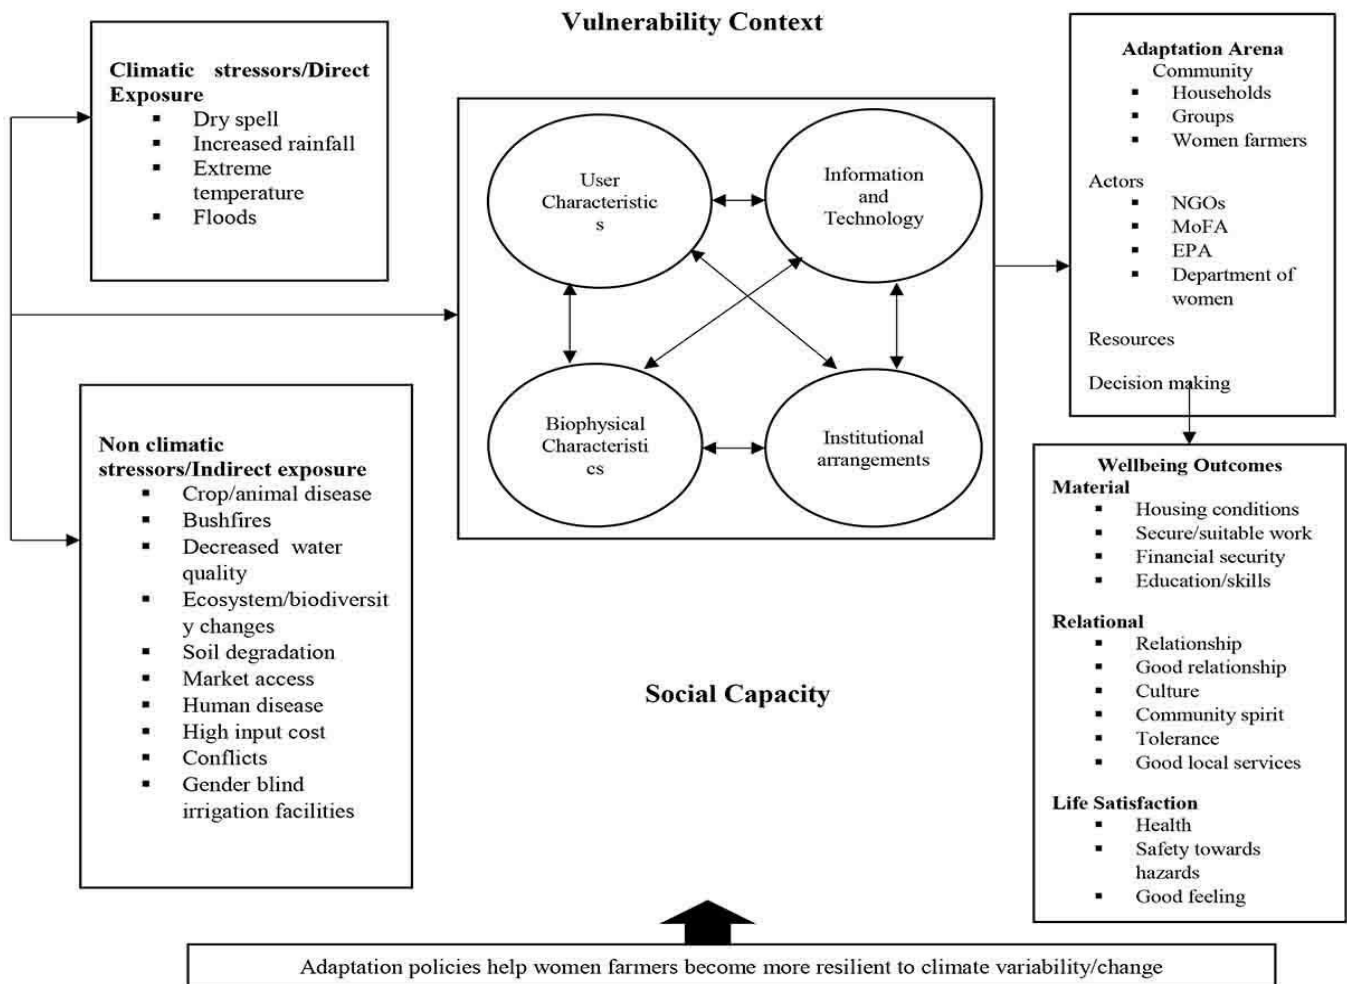 Vulnerability Context
Climatic stressors/Direct
Exposure
▪ Dry spell
▪ Increased rainfall
▪ Extreme
temperature
▪ Floods
Non climatic
stressors/Indirect exposure
▪ Crop/animal disease
▪ Bushfires
▪ Decreased water
quality
▪ Ecosystem/biodiversit
y changes
▪ Soil degradation
▪ Market access
▪ Human disease
▪ High input cost
▪ Conflicts
▪ Gender blind
irrigation facilities
User
Characteristic
s
Information
and
Technology
Biophysical
Characteristi
cs
Institutional
arrangements
Social Capacity
Adaptation Arena
Community
▪ Households
▪ Groups
▪ Women farmers
Actors
▪ NGOs
▪ MoFA
▪ EPA
▪ Department of
women
Resources
Decision making
Wellbeing Outcomes
Material
▪ Housing conditions
▪ Secure/suitable work
▪ Financial security
▪ Education/skills
Relational
▪ Relationship
▪ Good relationship
▪ Culture
▪ Community spirit
▪ Tolerance
▪ Good local services
Life Satisfaction
▪ Health
▪ Safety towards
hazards
▪ Good feeling
Adaptation policies help women farmers become more resilient to climate variability/change